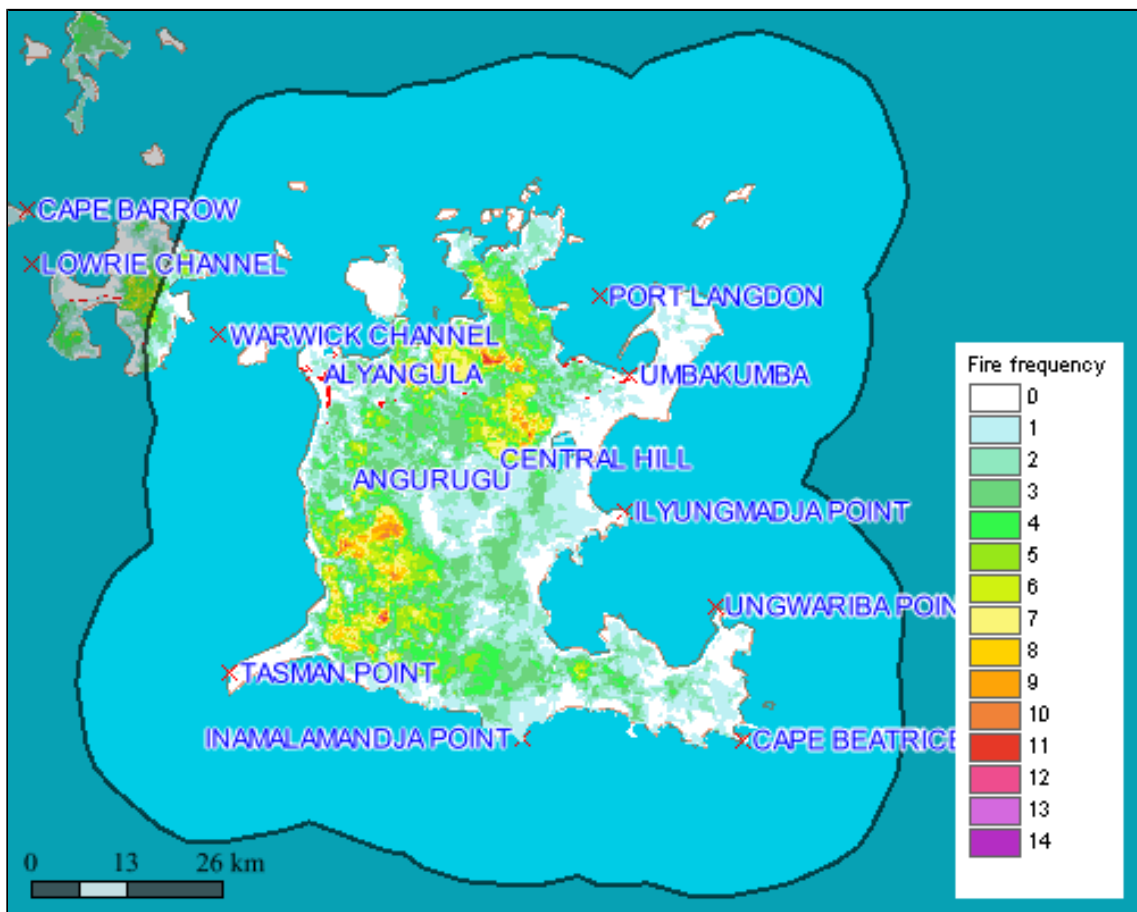 CAPE BARROW
LOWRIE CHANNEL
PORT LANGDON
WARWICK CHANNEL
ALYANGULA
UMBAKUMBA
CENTRAL HILL
ANGURUGU
ILYUNGMADJA POINT
UNGWARIBA POIN
TASMAN POINT
INAMALAMANDJA POINT
CAPE BEATRICE
Fire frequency
0
1
2
3
4
5
6
7
8
9
10
11
12
13
14
0 13 26 km